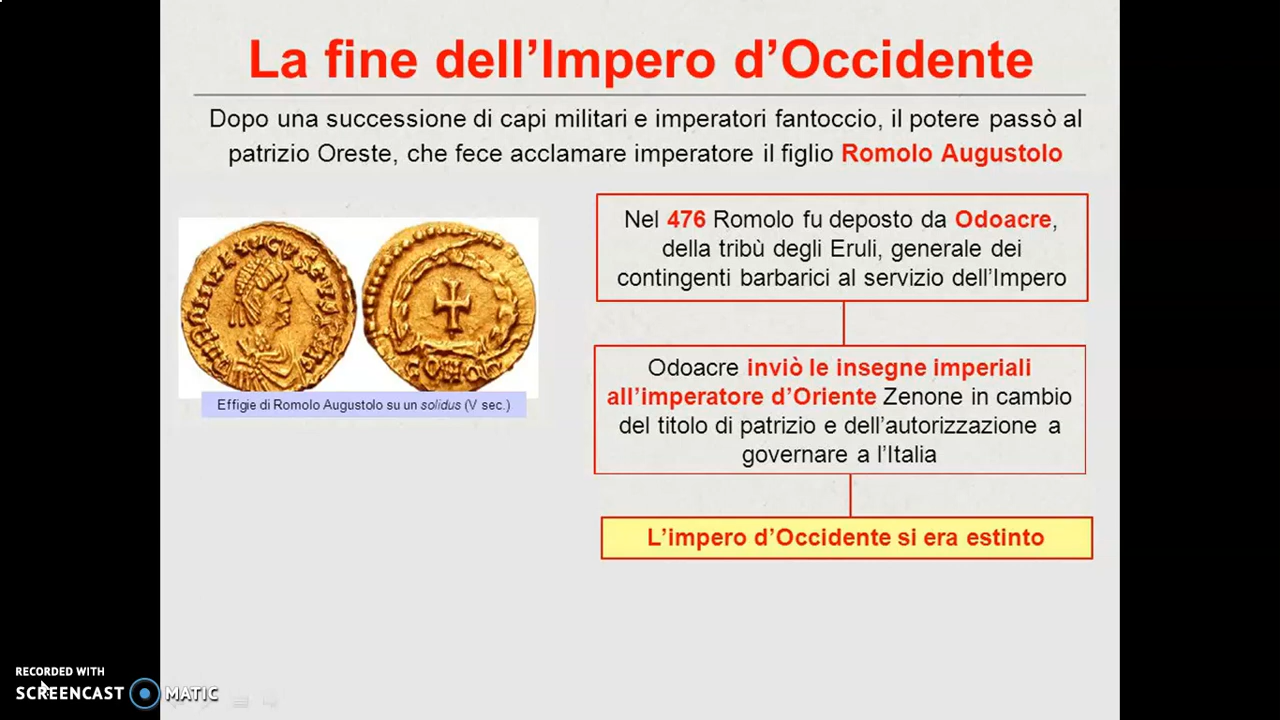 La fine dell’Impero d’Occidente
Dopo una successione di capi militari e imperatori fantoccio, il potere passò al
patrizio Oreste, che fece acclamare imperatore il figlio Romolo Augustolo
Nel 476 Romolo fu deposto da Odoacre,
della tribù degli Eruli, generale dei
contingenti barbarici al servizio dell’Impero
Effigie di Romolo Augustolo su un solidus (V sec.)
Odoacre inviò le insegne imperiali
all’imperatore d’Oriente Zenone in cambio
del titolo di patrizio e dell’autorizzazione a
governare a l’Italia
L’impero d’Occidente si era estinto
RECORDED WITH
SCREENCAST MATIC